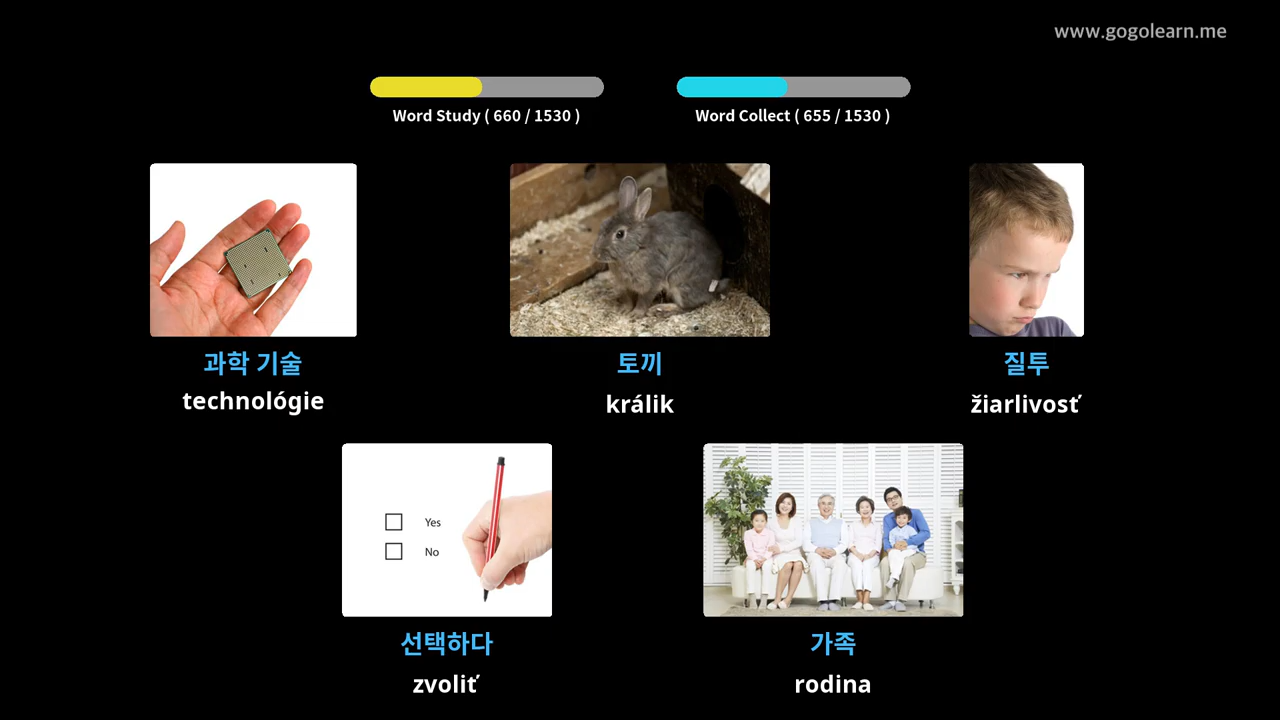 www.gogolearn.me
Word Study ( 660 / 1530 )
Word Collect ( 655 / 1530 )
과학 기술
technológie
토끼
králik
질투
žiarlivosť
Yes
No
선택하다
zvoliť
가족
rodina